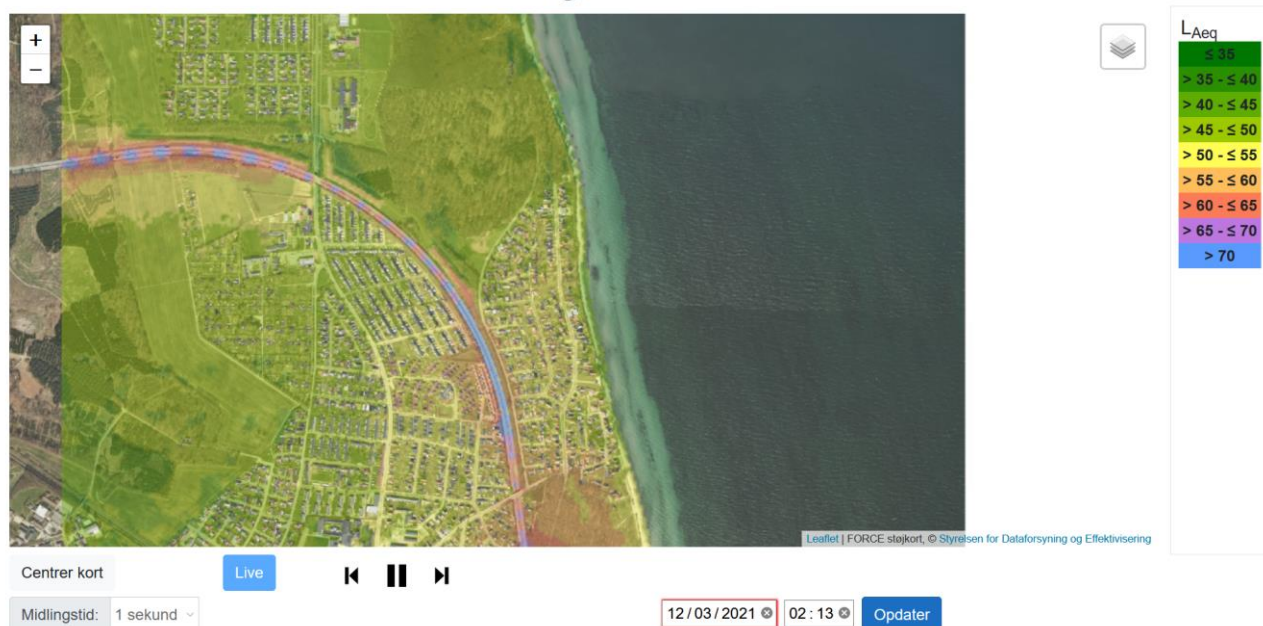 +
−
L Aeq
≤ 35
> 35 - ≤ 40
> 40 - ≤ 45
> 45 - ≤ 50
> 50 - ≤ 55
> 55 - ≤ 60
> 60 - ≤ 65
> 65 - ≤ 70
> 70
Leaflet | FORCE støjkort, © Styrelsen for Dataforsyning og Effektivisering
Centrer kort Live
Midlingstid: 1 sekund 12/03/2021 02:13 Opdater